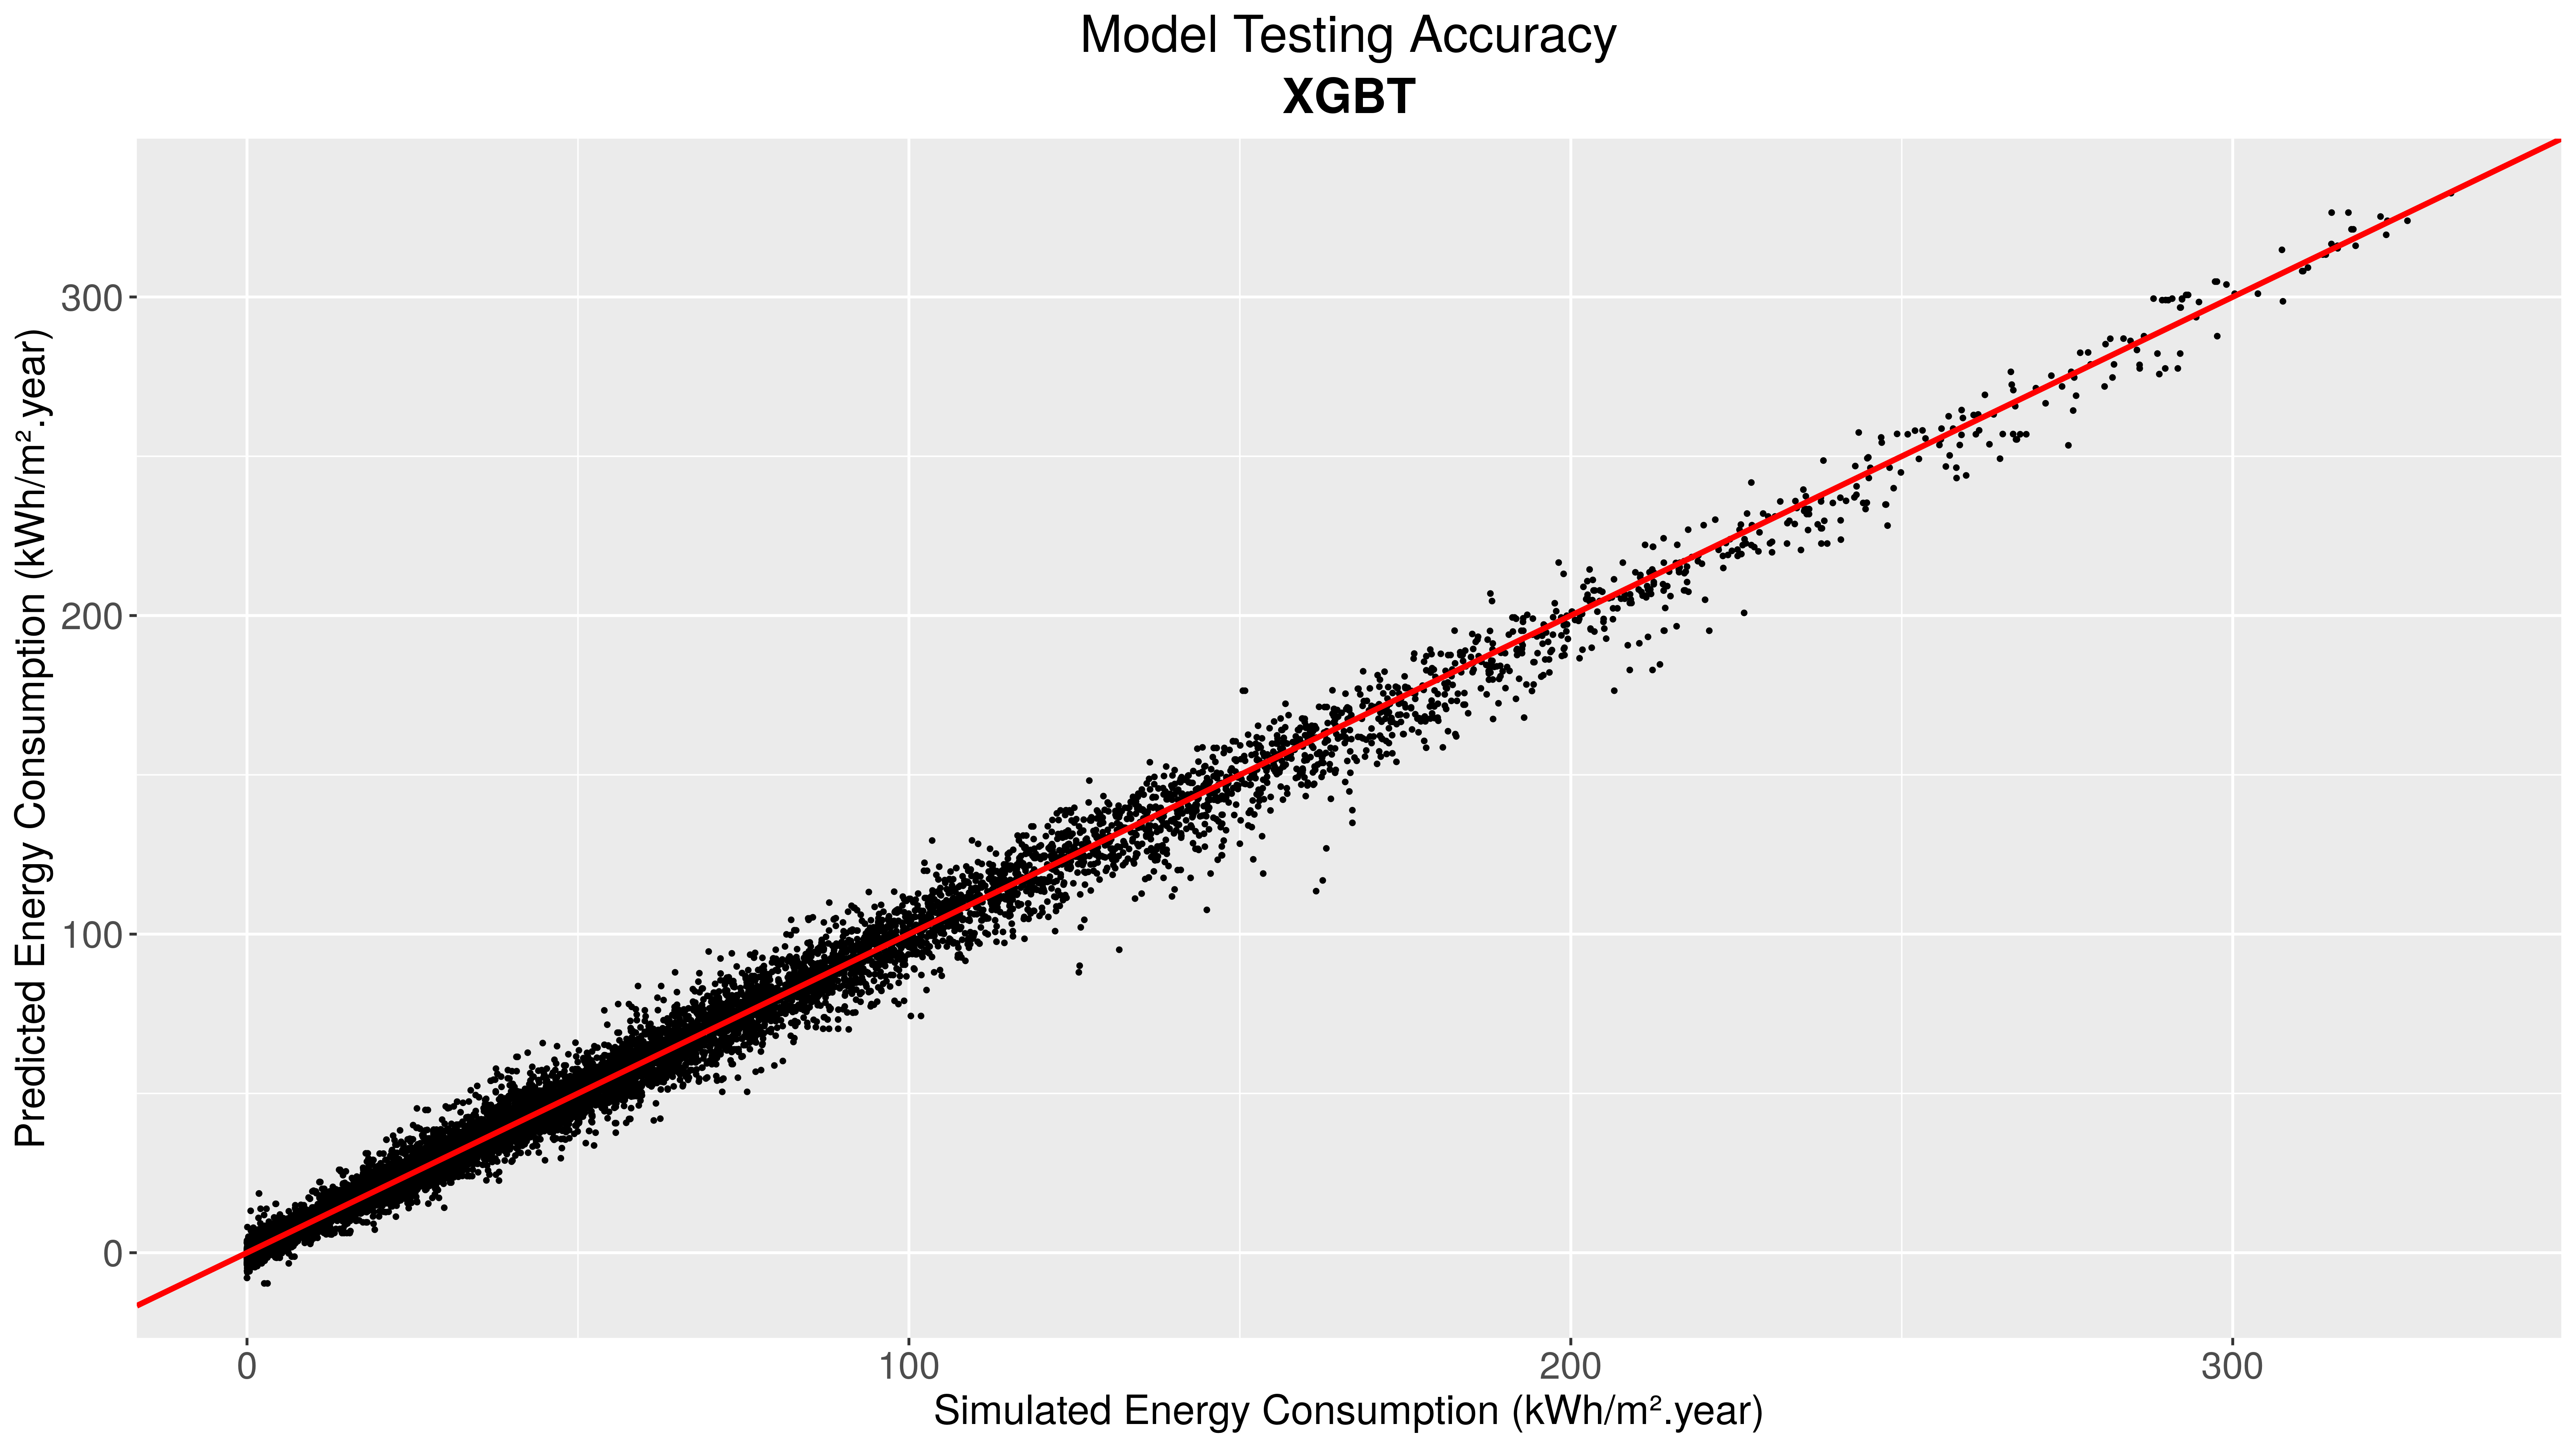 Model Testing Accuracy
XGBT
Predicted Energy Consumption (kWh/m².year)
300
200
100
0
0 100 200 300
Simulated Energy Consumption (kWh/m².year)